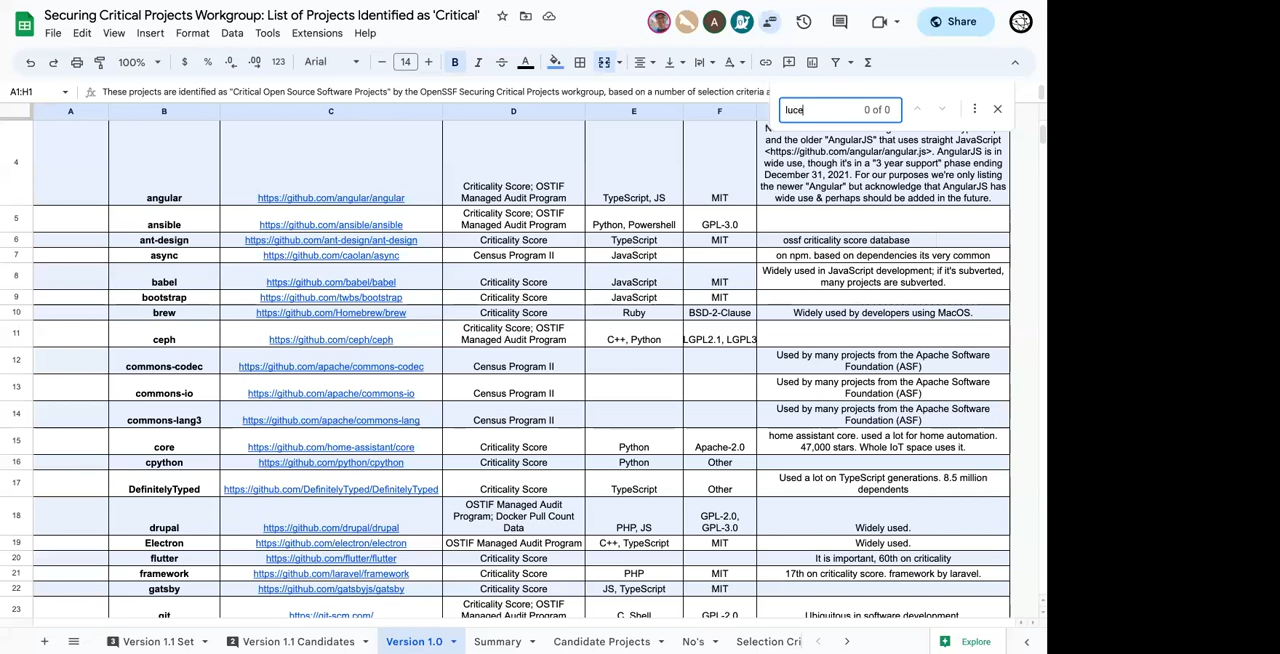 Securing Critical Projects Workgroup: List of Projects Identified as 'Critical'
File Edit View Insert Format Data Tools Extensions Help
A
Share
100% $ % .0 .00 123 Arial 14 B I A Σ
A1:H1 fx These projects are identified as "Critical Open Source Software Projects" by the OpenSSF Securing Critical Projects workgroup, based on a number of selection criteria a
luce 0 of 0
A B C D E F
and the older "AngularJS" that uses straight JavaScript
<https://github.com/angular/angular.js>. AngularJS is in
wide use, though it's in a "3 year support" phase ending
December 31, 2021. For our purposes we're only listing
the newer "Angular" but acknowledge that AngularJS has
wide use & perhaps should be added in the future.
4 angular https://github.com/angular/angular Criticality Score; OSTIF
Managed Audit Program TypeScript, JS MIT
5 ansible https://github.com/ansible/ansible Criticality Score; OSTIF
Managed Audit Program Python, Powershell GPL-3.0
6 ant-design https://github.com/ant-design/ant-design Criticality Score TypeScript MIT ossf criticality score database
7 async https://github.com/caolan/async Census Program II JavaScript on npm. based on dependencies its very common
8 babel https://github.com/babel/babel Criticality Score JavaScript MIT Widely used in JavaScript development; if it's subverted,
many projects are subverted.
9 bootstrap https://github.com/twbs/bootstrap Criticality Score JavaScript MIT
10 brew https://github.com/Homebrew/brew Criticality Score Ruby BSD-2-Clause Widely used by developers using MacOS.
11 ceph https://github.com/ceph/ceph Criticality Score; OSTIF
Managed Audit Program C++, Python LGPL2.1, LGPL3
12 commons-codec https://github.com/apache/commons-codec Census Program II Used by many projects from the Apache Software
Foundation (ASF)
13 commons-io https://github.com/apache/commons-io Census Program II Used by many projects from the Apache Software
Foundation (ASF)
14 commons-lang3 https://github.com/apache/commons-lang Census Program II Used by many projects from the Apache Software
Foundation (ASF)
15 core https://github.com/home-assistant/core Criticality Score Python Apache-2.0 home assistant core. used a lot for home automation.
47,000 stars. Whole IoT space uses it.
16 cpython https://github.com/python/cpython Criticality Score Python Other
17 DefinitelyTyped https://github.com/DefinitelyTyped/DefinitelyTyped Criticality Score TypeScript Other Used a lot on TypeScript generations. 8.5 million
dependents
18 drupal https://github.com/drupal/drupal OSTIF Managed Audit
Program; Docker Pull Count
Data PHP, JS GPL-2.0,
GPL-3.0 Widely used.
19 Electron https://github.com/electron/electron OSTIF Managed Audit Program C++, TypeScript MIT Widely used.
20 flutter https://github.com/flutter/flutter Criticality Score It is important, 60th on criticality
21 framework https://github.com/laravel/framework Criticality Score PHP MIT 17th on criticality score. framework by laravel.
22 gatsby https://github.com/gatsbyjs/gatsby Criticality Score JS, TypeScript MIT
23 git https://git-scm.com/ Criticality Score; OSTIF
Managed Audit Program C, Shell GPL-2.0 Ubiquitous in software development
3 Version 1.1 Set 2 Version 1.1 Candidates Version 1.0 Summary Candidate Projects No's Selection Cri Explore